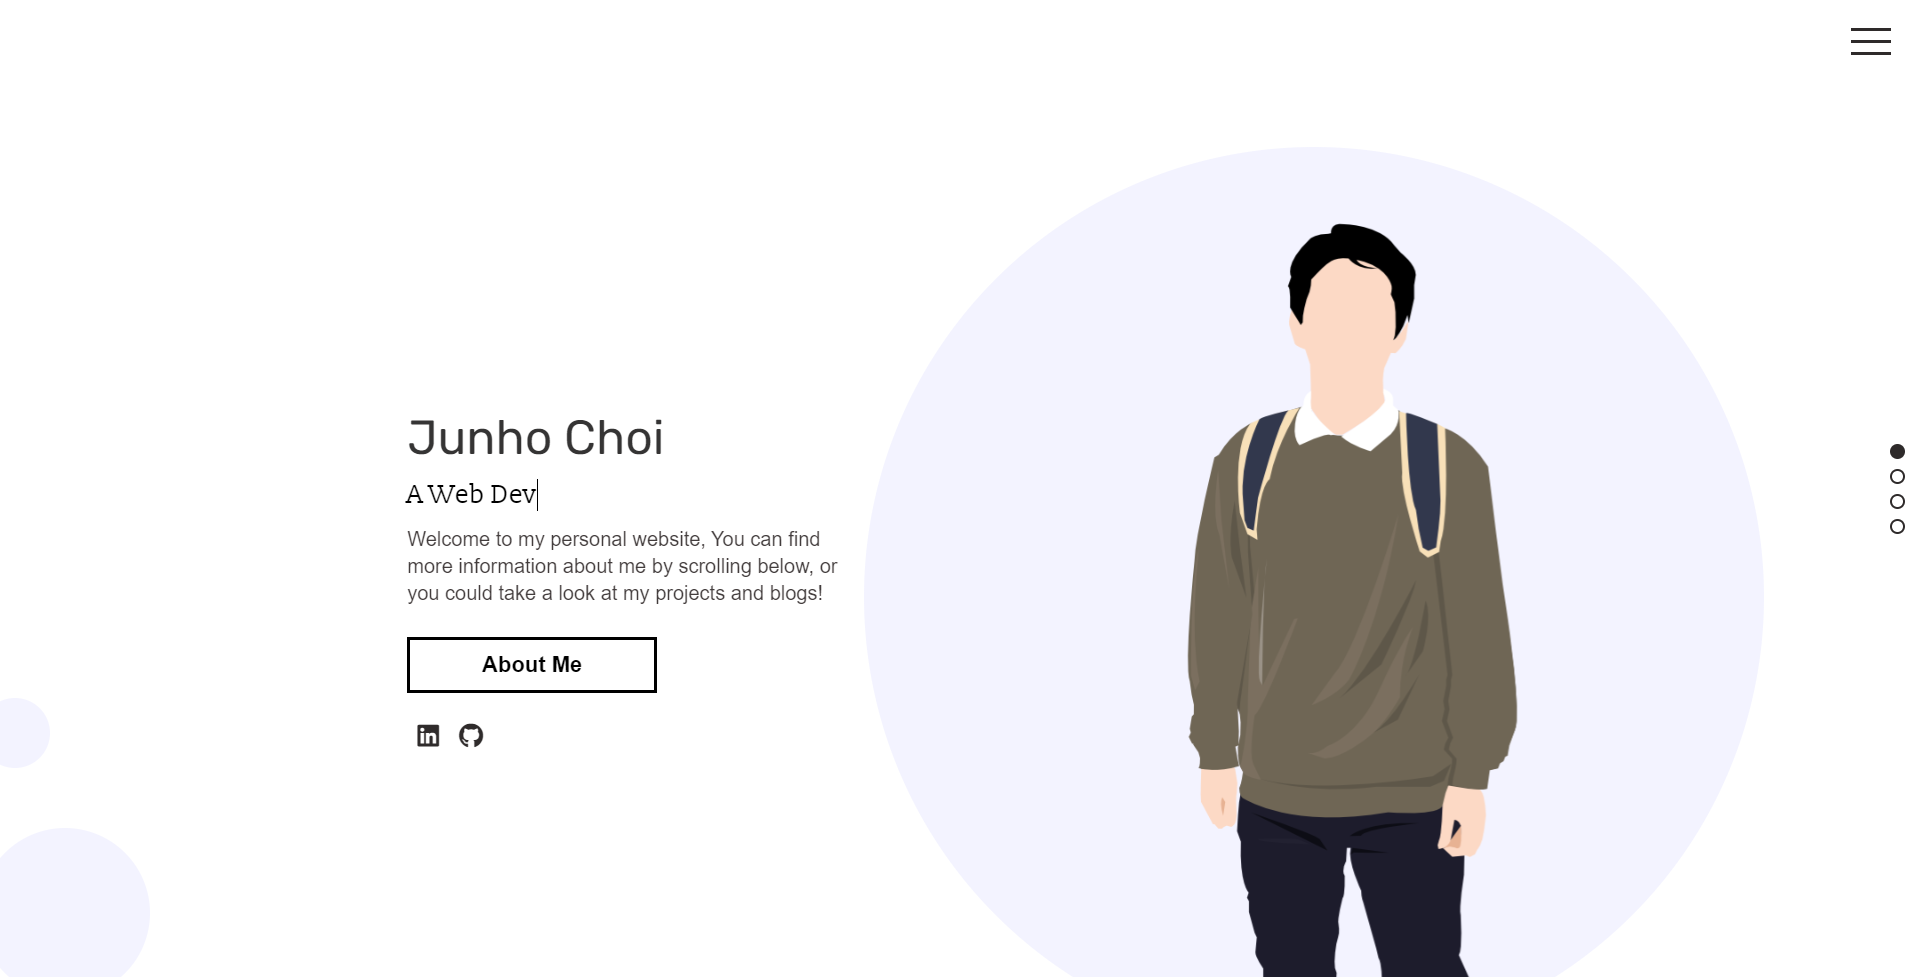 Junho Choi
A Web Dev
Welcome to my personal website, You can find
more information about me by scrolling below, or
you could take a look at my projects and blogs!
About Me
in